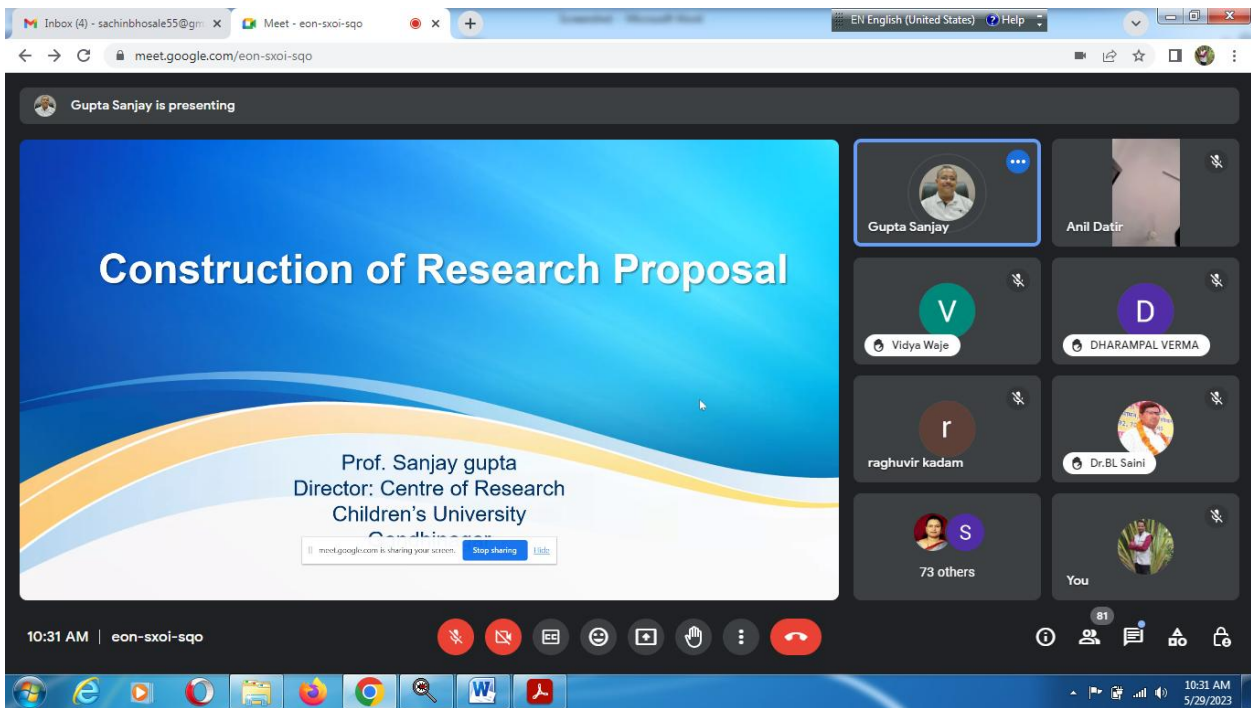 Inbox (4) - sachinbhosale55@gm
Meet - eon-sxoi-sqo
EN English (United States) Help
meet.google.com/eon-sxoi-sqo
Gupta Sanjay is presenting
Construction of Research Proposal
Prof. Sanjay gupta
Director: Centre of Research
Children's University
meet.google.com is sharing your screen. Stop sharing Hide
Gupta Sanjay
Anil Datir
V
Vidya Waje
D
DHARAMPAL VERMA
r
raghuvir kadam
Dr.BL Saini
S
73 others
You
10:31 AM | eon-sxoi-sqo
81
10:31 AM
5/29/2023